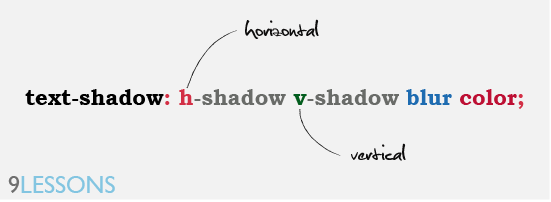 horizontal
text-shadow: h-shadow v-shadow blur color;
vertical
9LESSONS